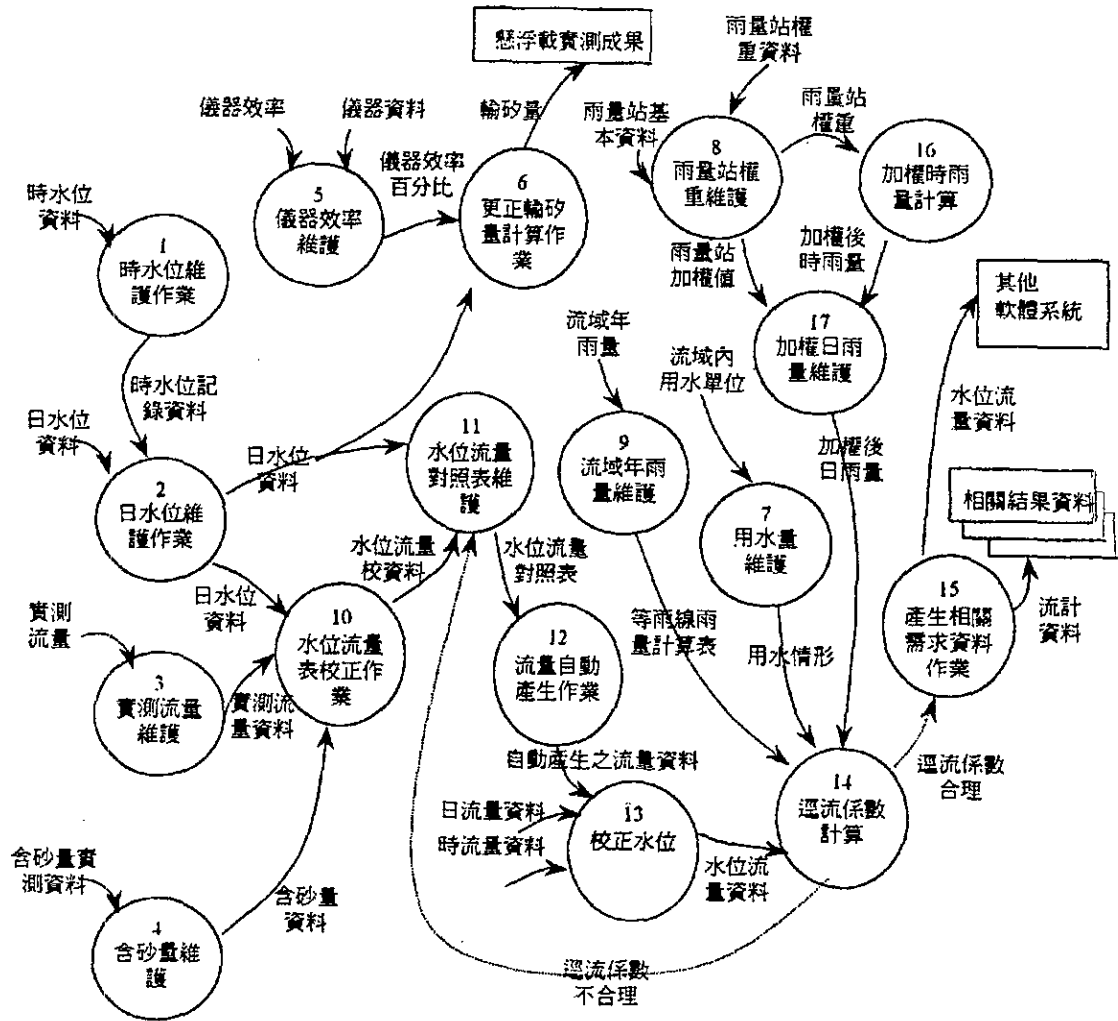 懸浮載實測成果
雨量站權
重資料
儀器效率
儀器資料
輸矽量
雨量站基
本資料
雨量站
權重
儀器效率
百分比
5
儀器效率
維護
6
更正輸矽
量計算作
業
8
雨量站權
重維護
16
加權時雨
量計算
時水位
資料
1
時水位維
護作業
雨量站
加權值
加權後
時雨量
其他
軟體系統
17
加權日雨
量維護
流域年
雨量
流域內
用水單位
時水位記
錄資料
日水位
資料
日水位
資料
11
水位流量
對照表維
護
9
流域年雨
量維護
加權後
日雨量
水位流
量資料
2
日水位維
護作業
7
用水量
維護
相關結果資料
水位流量
校資料
水位流量
對照表
日水位
資料
實測
流量
10
水位流量
表校正作
業
12
流量自動
產生作業
等雨線雨
量計算表
用水情形
15
產生相關
需求資料
作業
流計
資料
3
實測流量
維護
實測流
量資料
自動產生之流量資料
日流量資料
時流量資料
13
校正水位
14
逕流係數
計算
逕流係數
合理
水位流
量資料
含砂量實
測資料
含砂量
資料
4
含砂量維
護
逕流係數
不合理